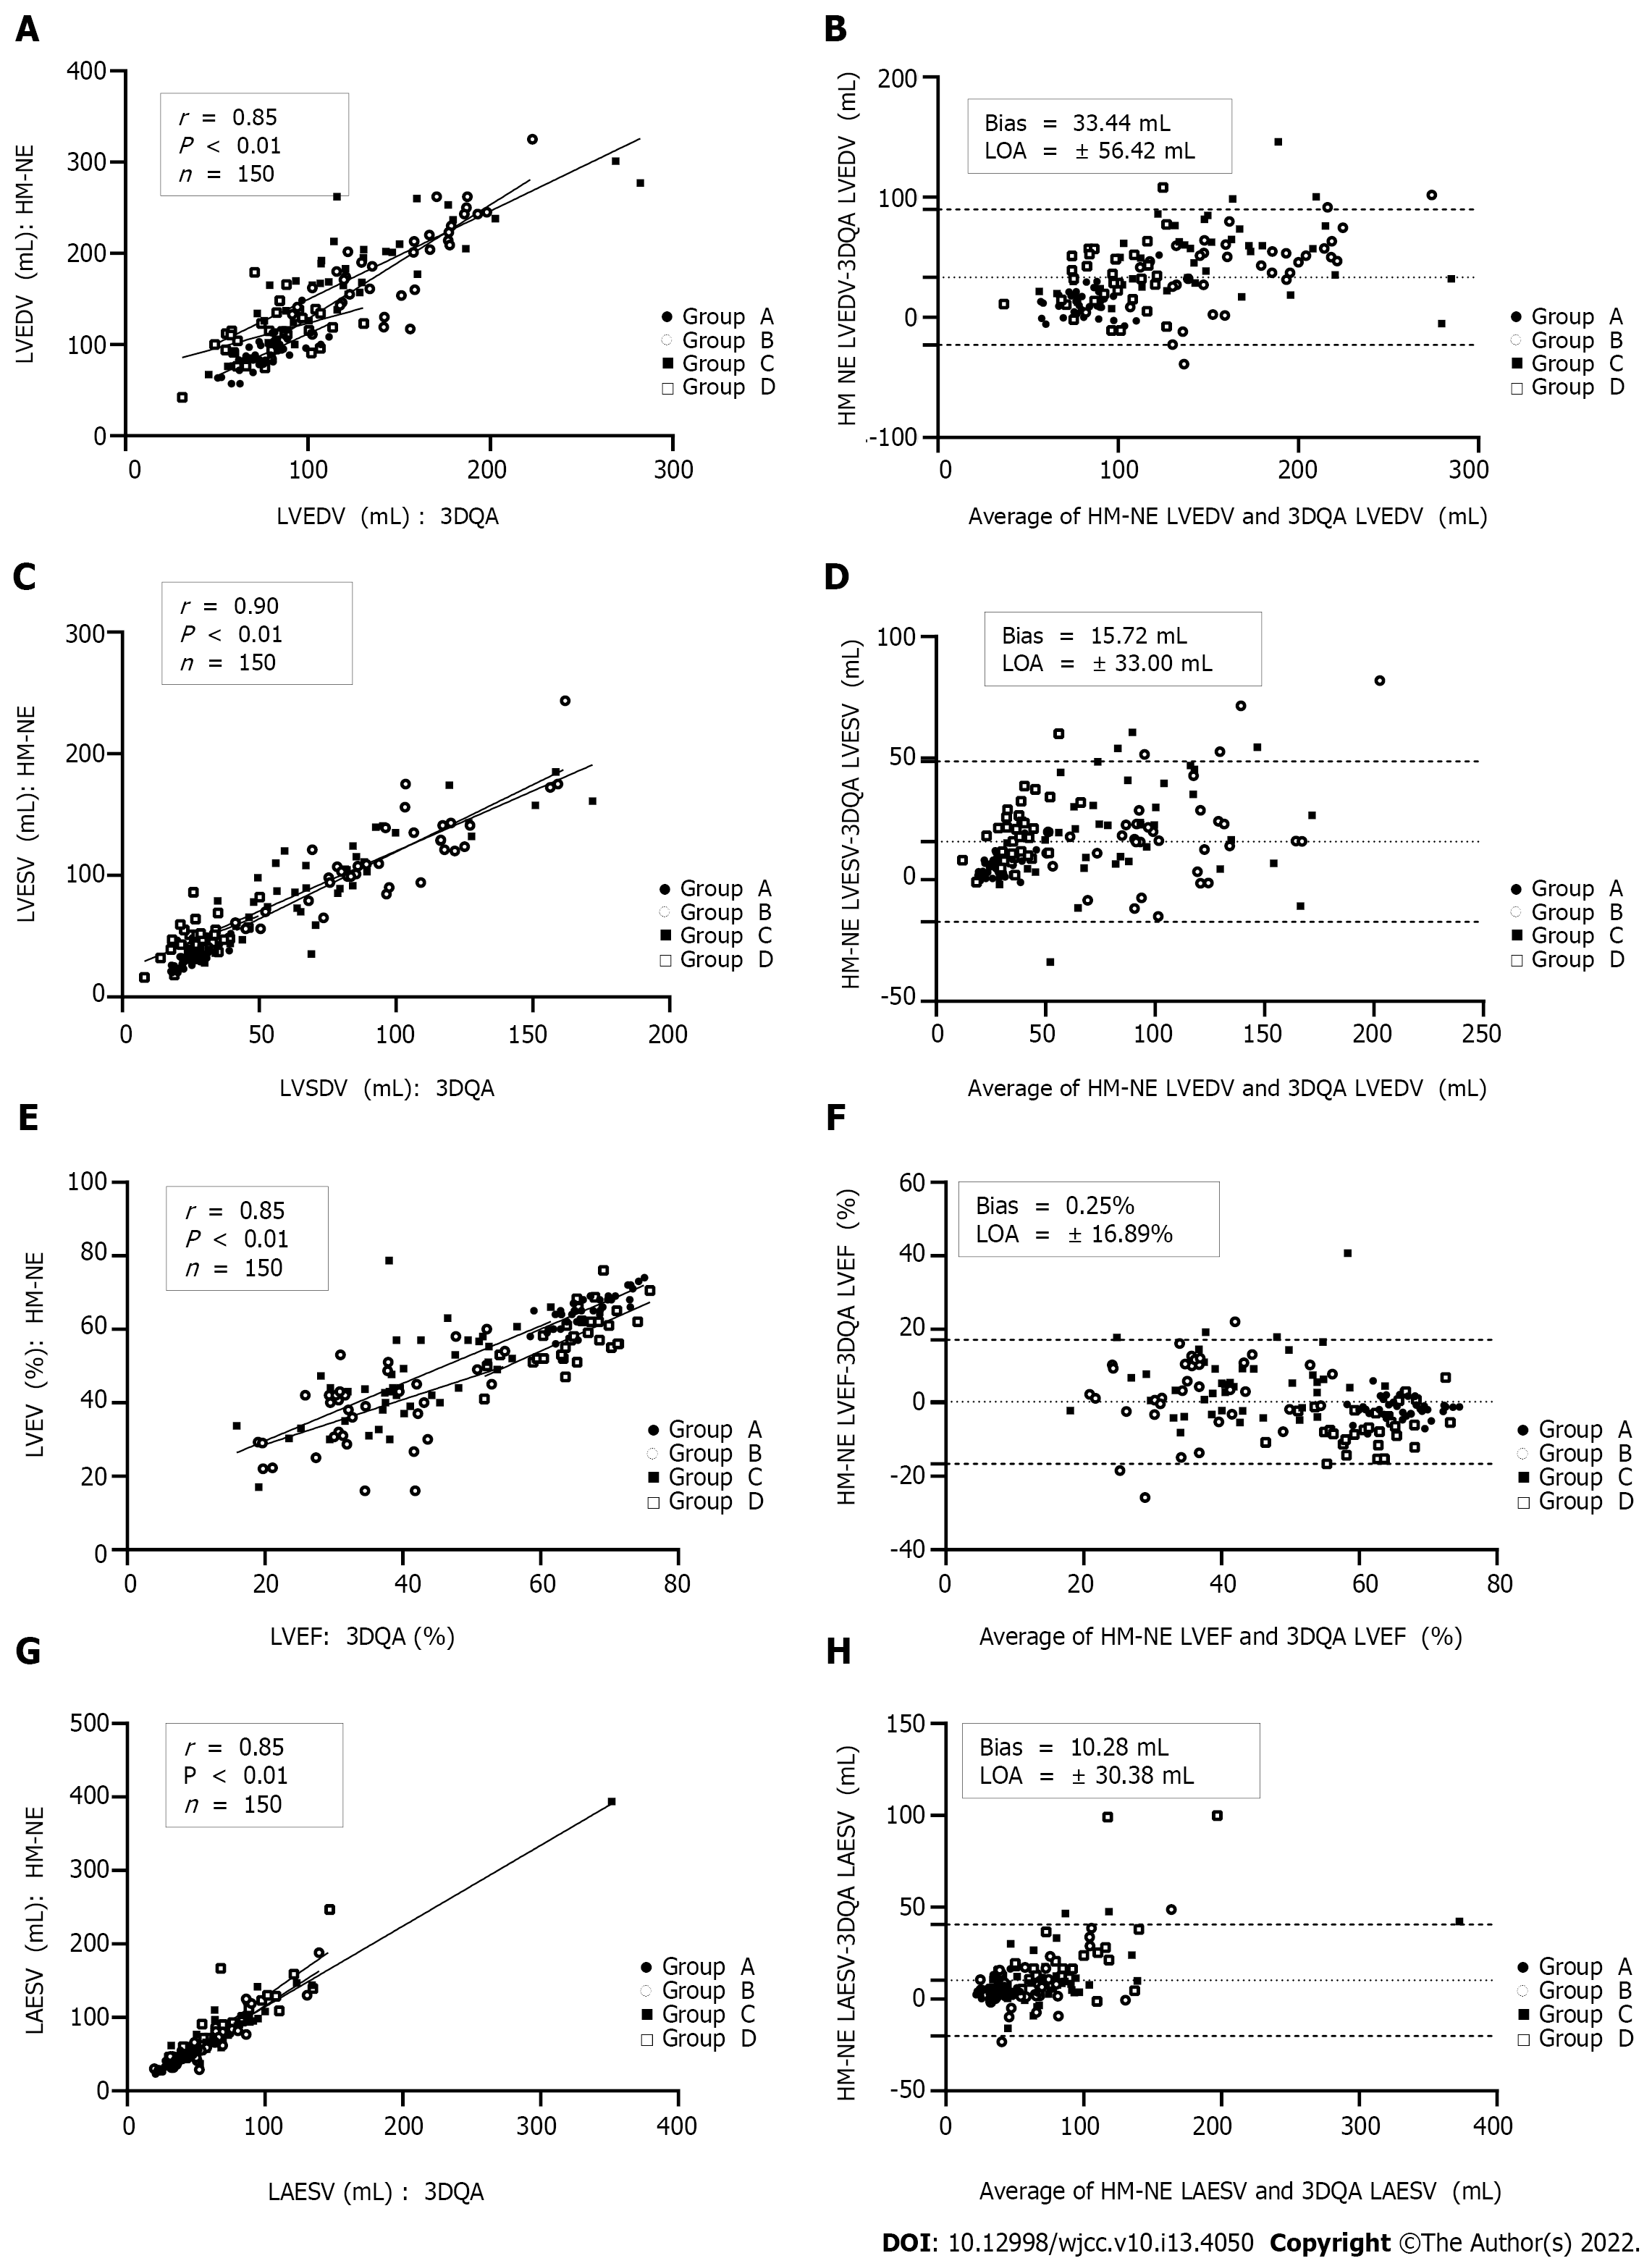 A
400
300
200
100
0
LVEDV (mL): HM-NE
r = 0.85
P < 0.01
n = 150
Group A
Group B
Group C
Group D
0 100 200 300
LVEDV (mL) : 3DQA
B
200
100
0
-100
HM NE LVEDV-3DQA LVEDV (mL)
Bias = 33.44 mL
LOA = ± 56.42 mL
Group A
Group B
Group C
Group D
0 100 200 300
Average of HM-NE LVEDV and 3DQA LVEDV (mL)
C
300
200
100
0
LVESV (mL): HM-NE
r = 0.90
P < 0.01
n = 150
Group A
Group B
Group C
Group D
0 50 100 150 200
LVSDV (mL): 3DQA
D
100
50
0
-50
HM-NE LVESV-3DQA LVESV (mL)
Bias = 15.72 mL
LOA = ± 33.00 mL
Group A
Group B
Group C
Group D
0 50 100 150 200 250
Average of HM-NE LVEDV and 3DQA LVEDV (mL)
E
100
80
60
40
20
0
LVEV (%): HM-NE
r = 0.85
P < 0.01
n = 150
Group A
Group B
Group C
Group D
0 20 40 60 80
LVEF: 3DQA (%)
F
60
40
20
0
-20
-40
HM-NE LVEF-3DQA LVEF (%)
Bias = 0.25%
LOA = ± 16.89%
Group A
Group B
Group C
Group D
0 20 40 60 80
Average of HM-NE LVEF and 3DQA LVEF (%)
G
500
400
300
200
100
0
LAESV (mL): HM-NE
r = 0.85
P < 0.01
n = 150
Group A
Group B
Group C
Group D
0 100 200 300 400
LAESV (mL) : 3DQA
H
150
100
50
0
-50
HM-NE LAESV-3DQA LAESV (mL)
Bias = 10.28 mL
LOA = ± 30.38 mL
Group A
Group B
Group C
Group D
0 100 200 300 400
Average of HM-NE LAESV and 3DQA LAESV (mL)
DOI: 10.12998/wjcc.v10.i13.4050 Copyright ©The Author(s) 2022.